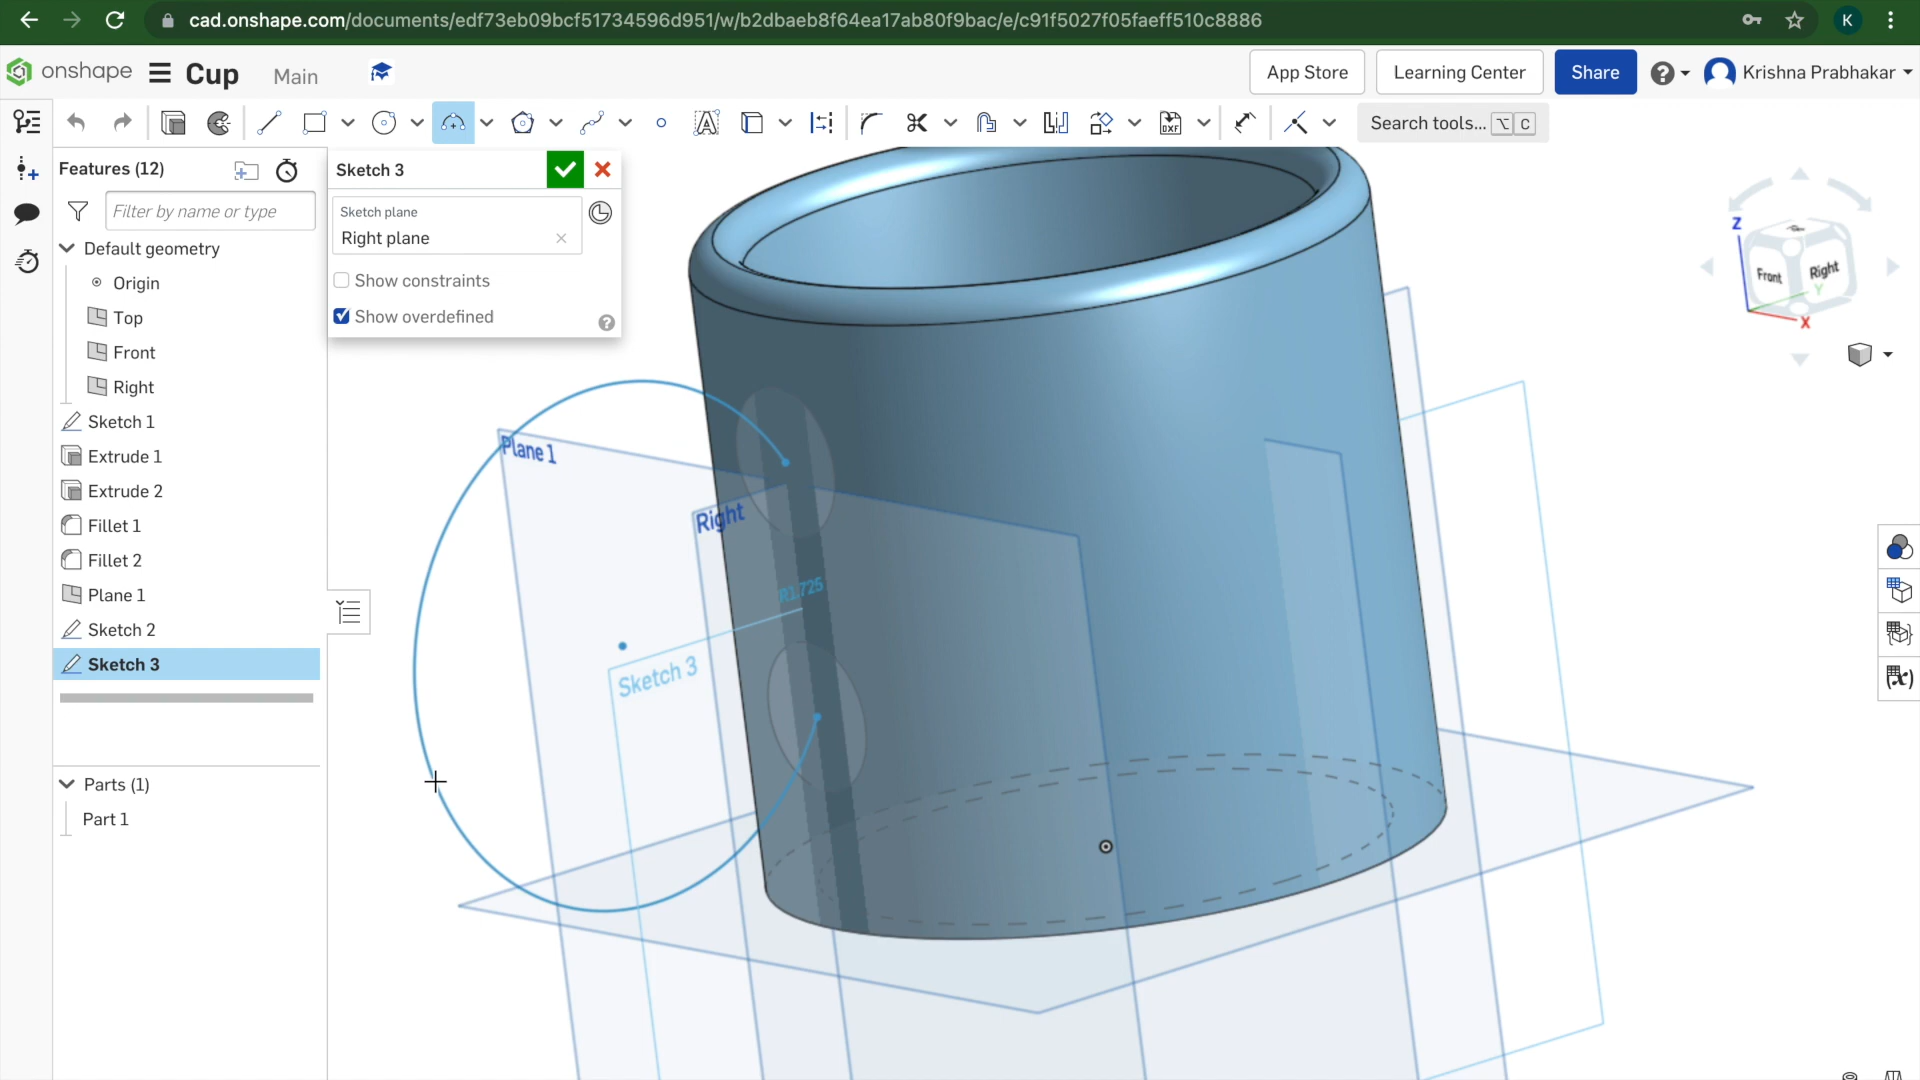 cad.onshape.com/documents/edf73eb09bcf51734596d951/w/b2dbaeb8f64ea17ab80f9bac/e/c91f5027f05faeff510c8886
K
onshape
Cup
Main
App Store
Learning Center
Share
Krishna Prabhakar
DXF
Search tools... ⌥ C
Features (12)
Filter by name or type
Default geometry
Origin
Top
Front
Right
Sketch 1
Extrude 1
Extrude 2
Fillet 1
Fillet 2
Plane 1
Sketch 2
Sketch 3
Parts (1)
Part 1
Sketch 3
Sketch plane
Right plane
Show constraints
Show overdefined
Plane 1
Right
R1.725
Sketch 3
Z
Front
Right
Y
X
(x)